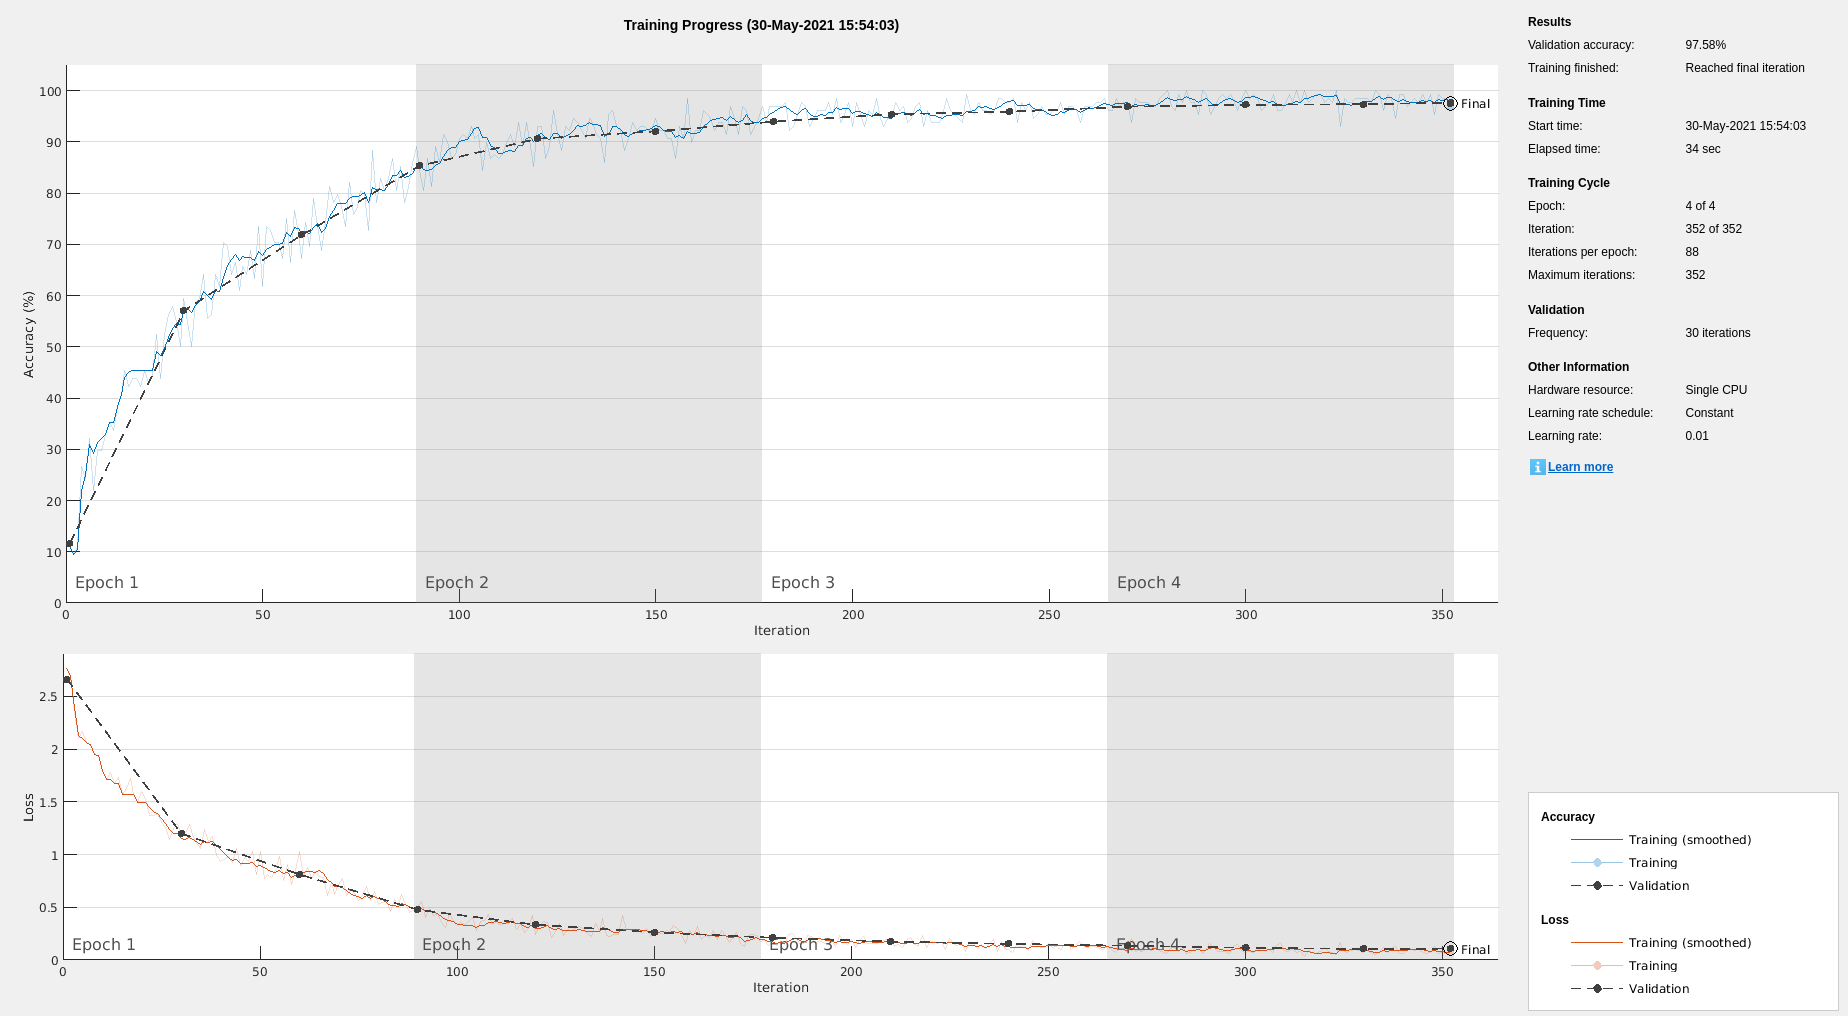 Training Progress (30-May-2021 15:54:03)
100
90
80
70
60
50
40
30
20
10
0
Accuracy (%)
Final
Epoch 1 Epoch 2 Epoch 3 Epoch 4
0 50 100 150 200 250 300 350
Iteration
2.5
2
1.5
1
0.5
0
Loss
Final
Epoch 1 Epoch 2 Epoch 3 Epoch 4
0 50 100 150 200 250 300 350
Iteration
Results
Validation accuracy: 97.58%
Training finished: Reached final iteration
Training Time
Start time: 30-May-2021 15:54:03
Elapsed time: 34 sec
Training Cycle
Epoch: 4 of 4
Iteration: 352 of 352
Iterations per epoch: 88
Maximum iterations: 352
Validation
Frequency: 30 iterations
Other Information
Hardware resource: Single CPU
Learning rate schedule: Constant
Learning rate: 0.01
i Learn more
Accuracy
Training (smoothed)
Training
Validation
Loss
Training (smoothed)
Training
Validation